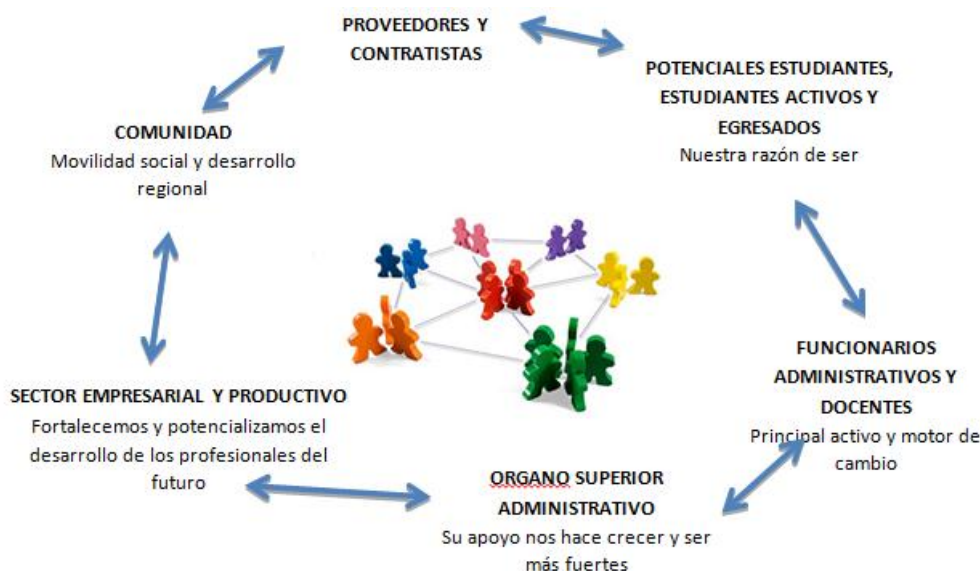 PROVEEDORES Y
CONTRATISTAS
POTENCIALES ESTUDIANTES,
ESTUDIANTES ACTIVOS Y
EGRESADOS
Nuestra razón de ser
COMUNIDAD
Movilidad social y desarrollo
regional
FUNCIONARIOS
ADMINISTRATIVOS Y
DOCENTES
Principal activo y motor de
cambio
SECTOR EMPRESARIAL Y PRODUCTIVO
Fortalecemos y potencializamos el
desarrollo de los profesionales del
futuro
ORGANO SUPERIOR
ADMINISTRATIVO
Su apoyo nos hace crecer y ser
más fuertes